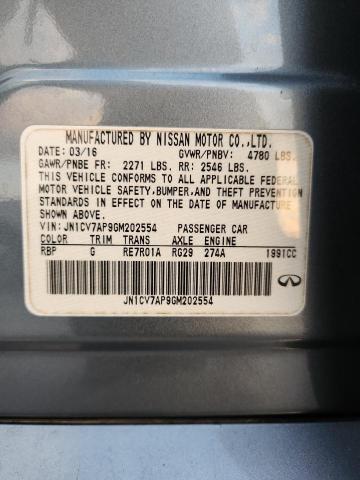 MANUFACTURED BY NISSAN MOTOR CO.,LTD.
DATE: 03/16 GVWR/PNBV: 4780 LBS.
GAWR/PNBE FR: 2271 LBS. RR: 2546 LBS.
THIS VEHICLE CONFORMS TO ALL APPLICABLE FEDERAL
MOTOR VEHICLE SAFETY,BUMPER,AND THEFT PREVENTION
STANDARDS IN EFFECT ON THE DATE OF MANUFACTURE
SHOWN ABOVE.
VIN: JN1CV7AP9GM202554 PASSENGER CAR
COLOR TRIM TRANS AXLE ENGINE
RBP G RE7R01A RG29 274A 1991CC
JN1CV7AP9GM202554